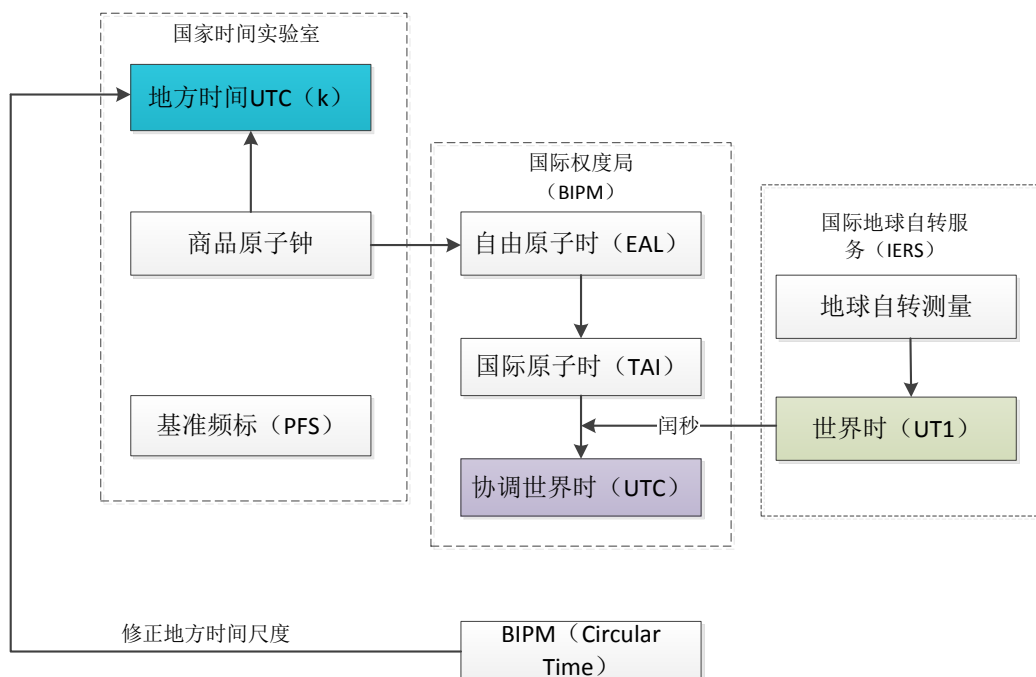 国家时间实验室
地方时间UTC（k）
商品原子钟
基准频标（PFS）
国际权度局
（BIPM）
自由原子时（EAL）
国际原子时（TAI）
协调世界时（UTC）
国际地球自转服
务（IERS）
地球自转测量
世界时（UT1）
闰秒
修正地方时间尺度
BIPM（Circular
Time）